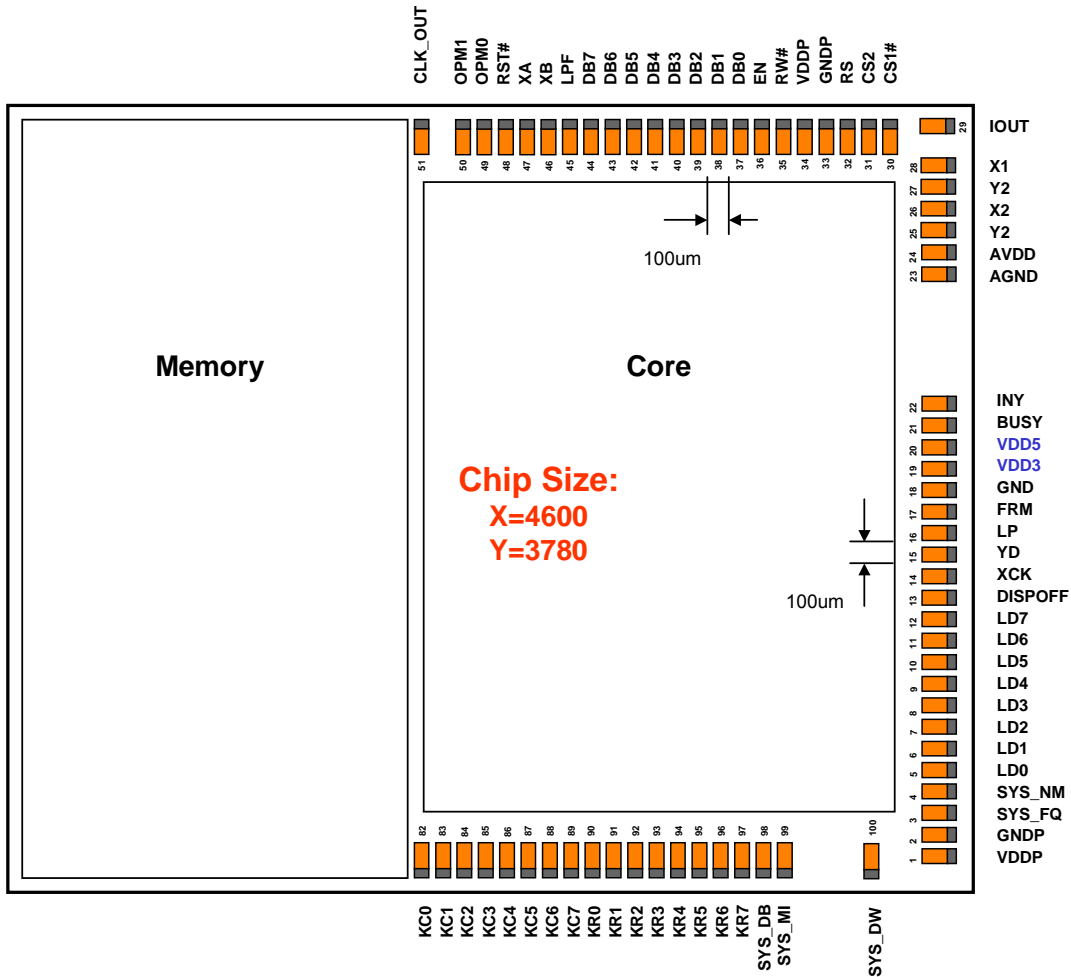 CLK_OUT
OPM1
OPM0
RST#
XA
XB
LPF
DB7
DB6
DB5
DB4
DB3
DB2
DB1
DB0
EN
RW#
VDDP
GNDP
RS
CS2
CS1#
51
50
49
48
47
46
45
44
43
42
41
40
39
38
37
36
35
34
33
32
31
30
29 IOUT
28 X1
27 Y2
26 X2
25 Y2
24 AVDD
23 AGND
100um
Memory
Core
Chip Size:
X=4600
Y=3780
100um
22 INY
21 BUSY
20 VDD5
19 VDD3
18 GND
17 FRM
16 LP
15 YD
14 XCK
13 DISPOFF
12 LD7
11 LD6
10 LD5
9 LD4
8 LD3
7 LD2
6 LD1
5 LD0
4 SYS_NM
3 SYS_FQ
2 GNDP
1 VDDP
82
83
84
85
86
87
88
89
90
91
92
93
94
95
96
97
98
99
100
KC0
KC1
KC2
KC3
KC4
KC5
KC6
KC7
KR0
KR1
KR2
KR3
KR4
KR5
KR6
KR7
SYS_DB
SYS_MI
SYS_DW